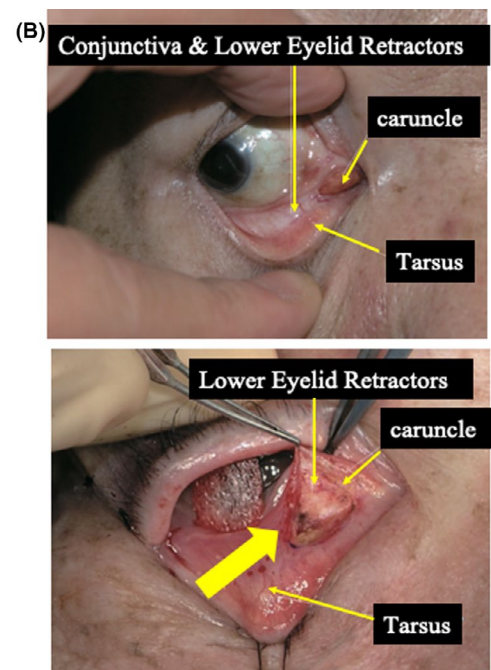 (B)
Conjunctiva & Lower Eyelid Retractors
caruncle
Tarsus
Lower Eyelid Retractors
caruncle
Tarsus